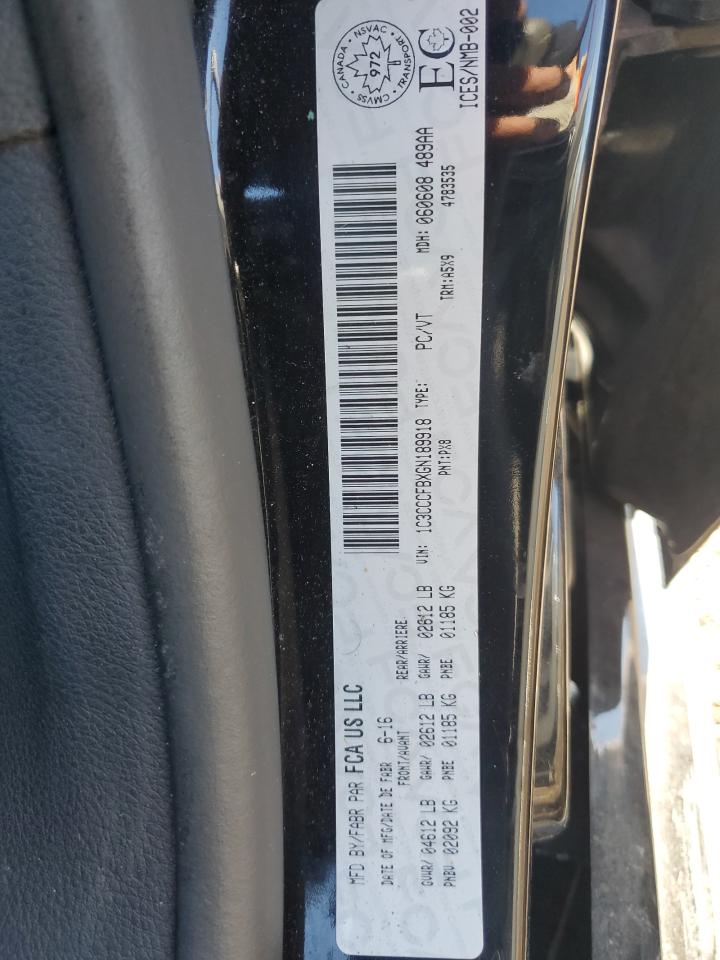 MFD BY/FABR PAR FCA US LLC
DATE OF MFG/DATE DE FABR 6-16
FRONT/AVANT REAR/ARRIERE
GVWR/ 04612 LB GAWR/ 02612 LB GAWR/ 02612 LB
PNBV 02092 KG PNBE 01185 KG PNBE 01185 KG
VIN: 1C3CCCFBXGN189918 TYPE: PC/VT MDH: 060608 489AA
PNT:PX8 TRM:A5X9 4783535
CANADA · NSVAC · TRANSPORT · CMVSS ·
972
EC
ICES/NMB-002